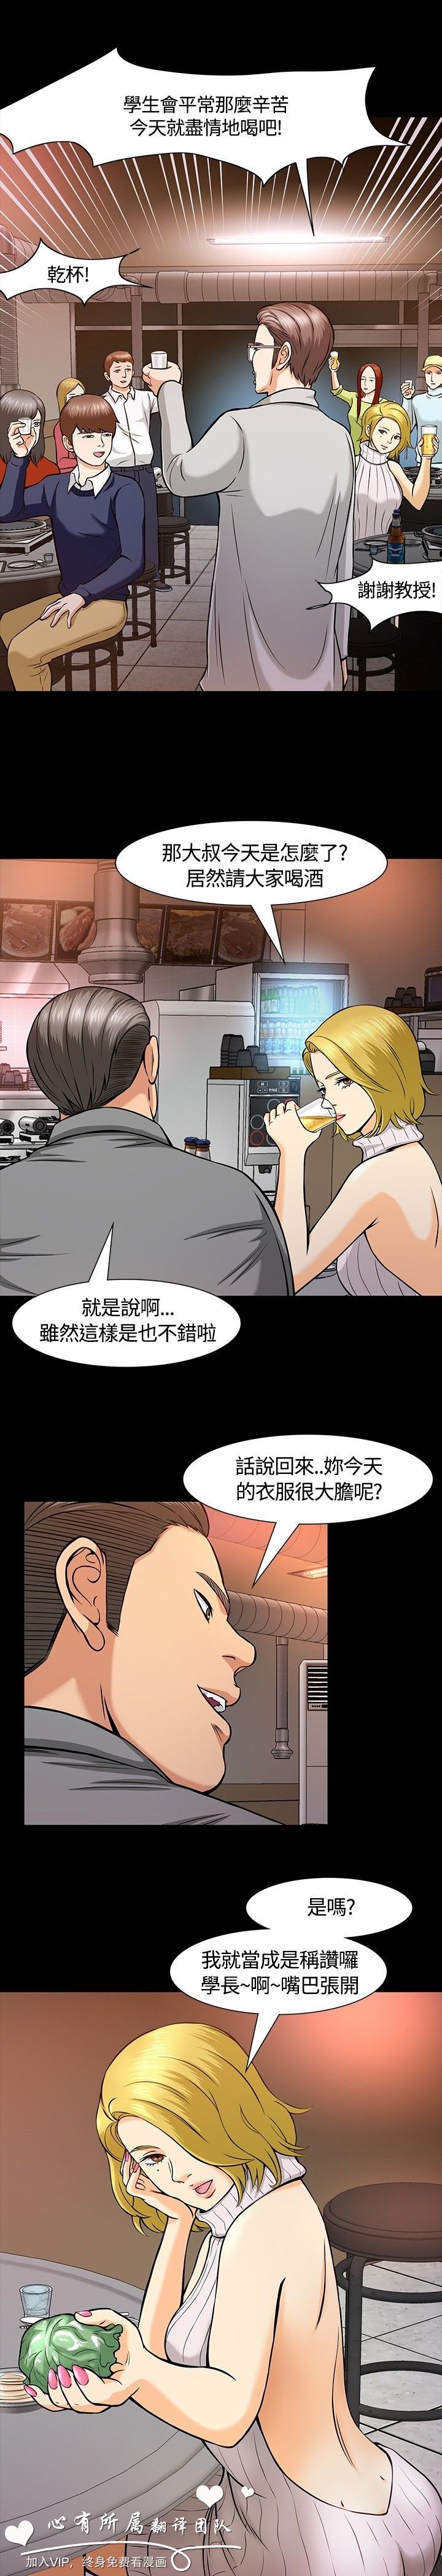 學生會平常那麼辛苦
今天就盡情地喝吧!
乾杯!
謝謝教授!
那大叔今天是怎麼了?
居然請大家喝酒
就是說啊...
雖然這樣是也不錯啦
話說回來..妳今天
的衣服很大膽呢?
是嗎?
我就當成是稱讚囉
學長~啊~嘴巴張開
心有所属翻译团队
加入VIP，终身免费看漫画